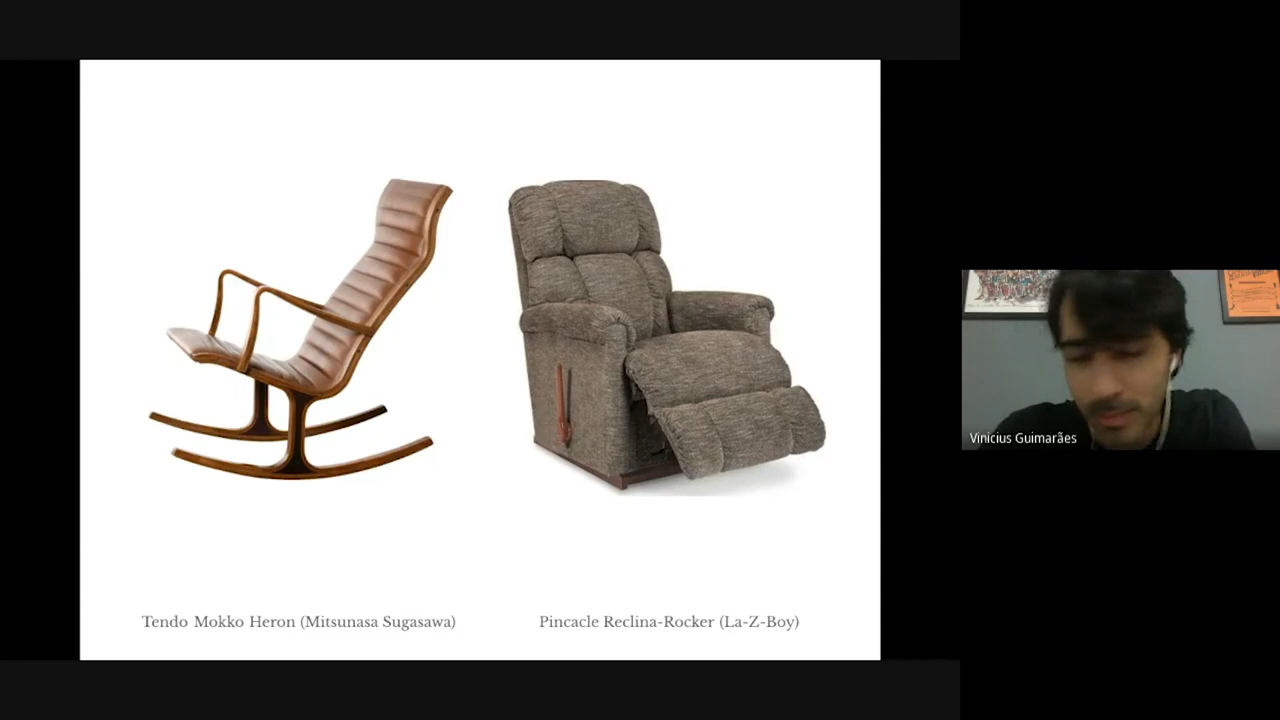 Tendo Mokko Heron (Mitsunasa Sugasawa)
Pincacle Reclina-Rocker (La-Z-Boy)
Vinicius Guimarães